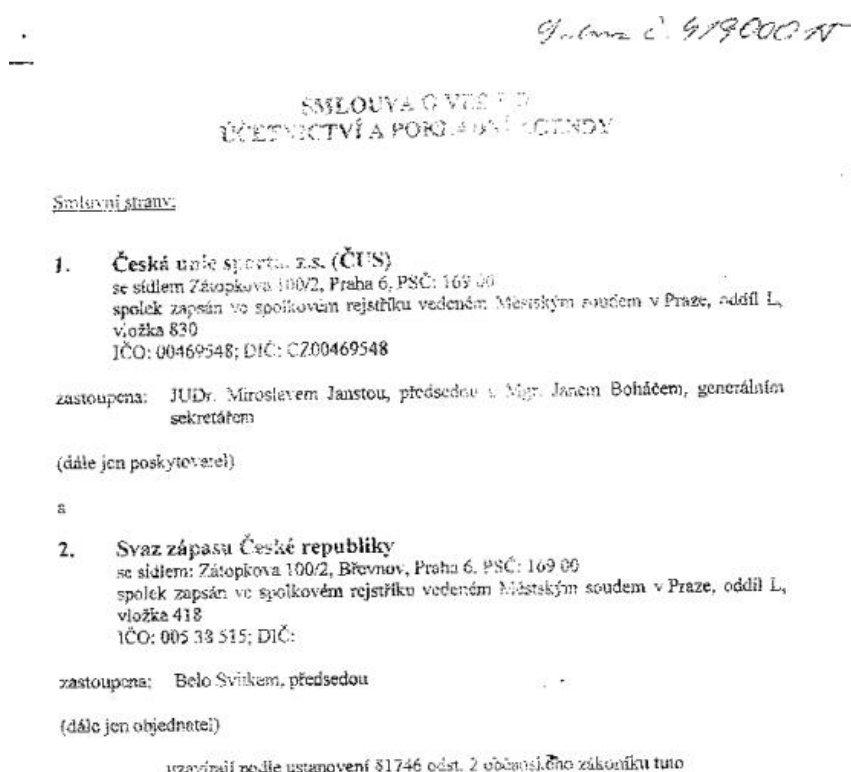 č. 419000
SMLOUVA O
ÚČETNICTVÍ A POKLADNÍ AGENDY
Smluvní strany:
1. Česká unie sportu, z.s. (ČUS)
se sídlem Zátopkova 100/2, Praha 6, PSČ: 169 00
spolek zapsán ve spolkovém rejstříku vedeném Městským soudem v Praze, oddíl L,
vložka 830
IČO: 00469548; DIČ: CZ00469548
zastoupena: JUDr. Miroslavem Janstou, předsedou a Mgr. Janem Boháčem, generálním
sekretářem
(dále jen poskytovatel)
a
2. Svaz zápasu České republiky
se sídlem: Zátopkova 100/2, Břevnov, Praha 6, PSČ: 169 00
spolek zapsán ve spolkovém rejstříku vedeném Městským soudem v Praze, oddíl L,
vložka 418
IČO: 005 38 515; DIČ:
zastoupena: Belo předsedou
(dále jen objednatel)
uzavírají podle ustanovení §1746 odst. 2 občanského zákoníku tuto